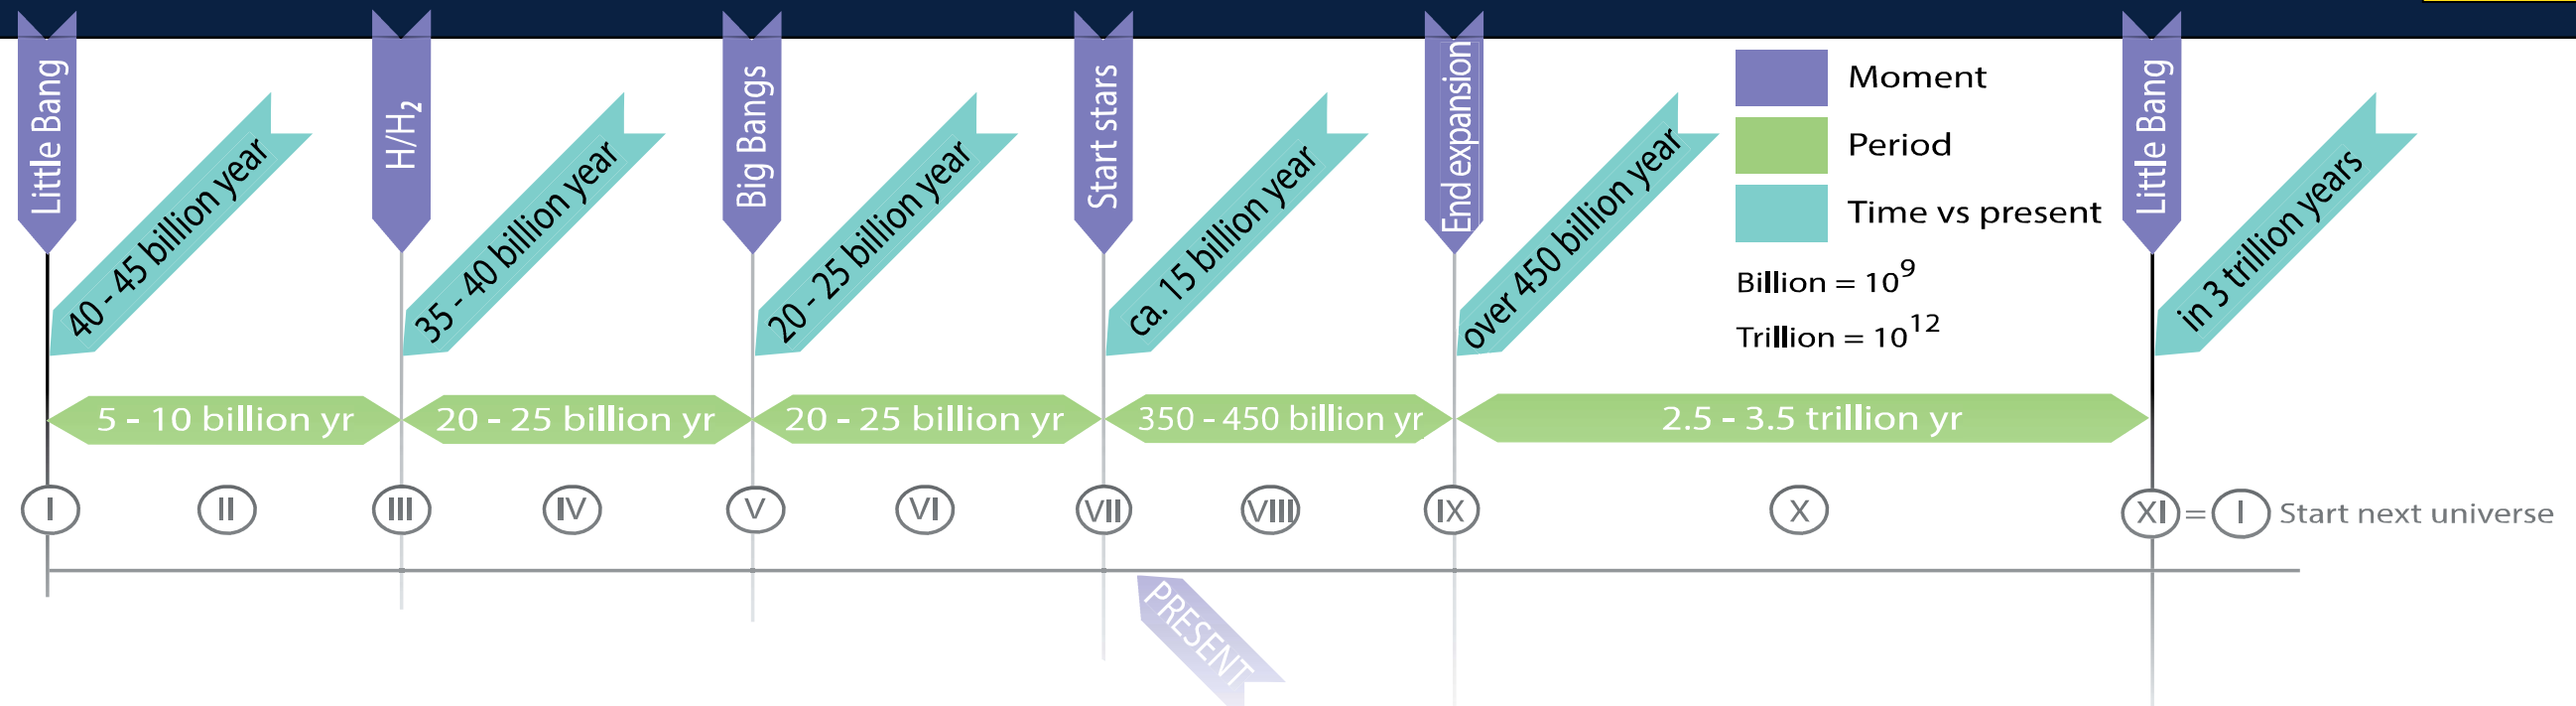 Little Bang
H/H₂
Big Bangs
Start stars
End expansion
Little Bang
40 - 45 billion year
35 - 40 billion year
20 - 25 billion year
ca. 15 billion year
over 450 billion year
in 3 trillion years
Moment
Period
Time vs present
Billion = 10⁹
Trillion = 10¹²
5 - 10 billion yr
20 - 25 billion yr
20 - 25 billion yr
350 - 450 billion yr
2.5 - 3.5 trillion yr
I II III IV V VI VII VIII IX X XI = I Start next universe
PRESENT